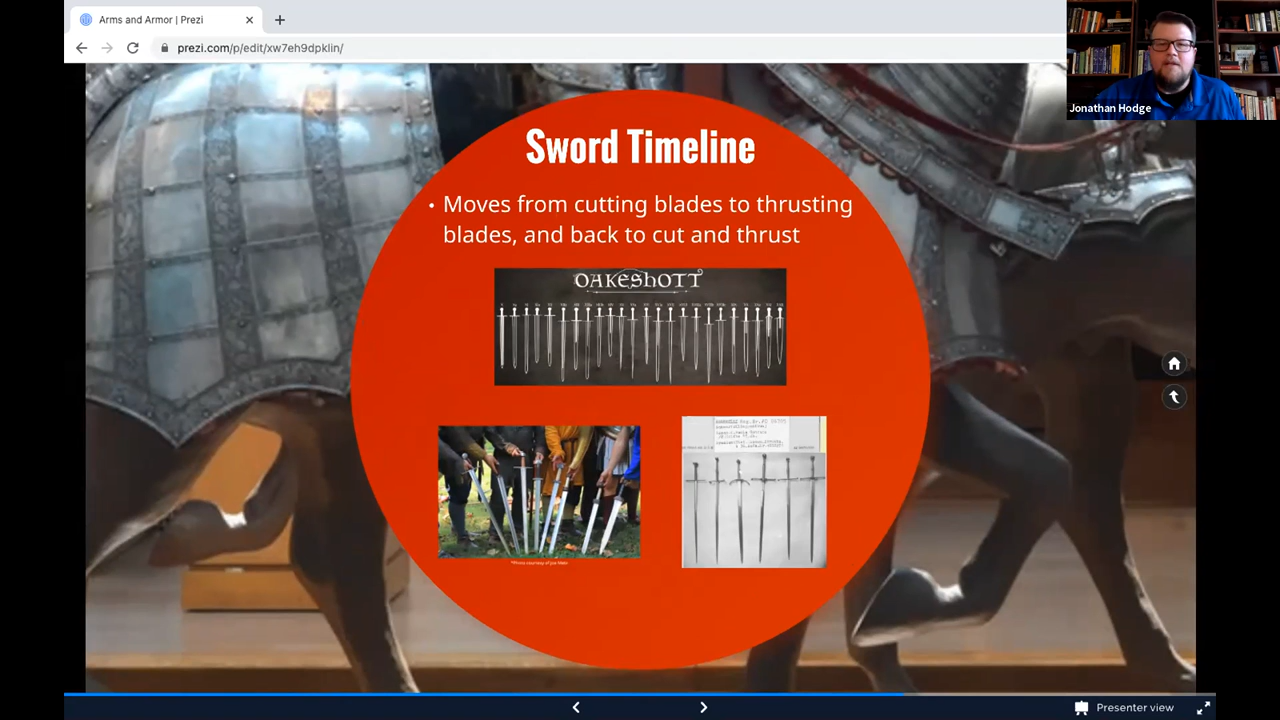 Arms and Armor | Prezi
prezi.com/p/edit/xw7eh9dpklin/
Jonathan Hodge
Sword Timeline
• Moves from cutting blades to thrusting
blades, and back to cut and thrust
OAKESHOTT
Presenter view